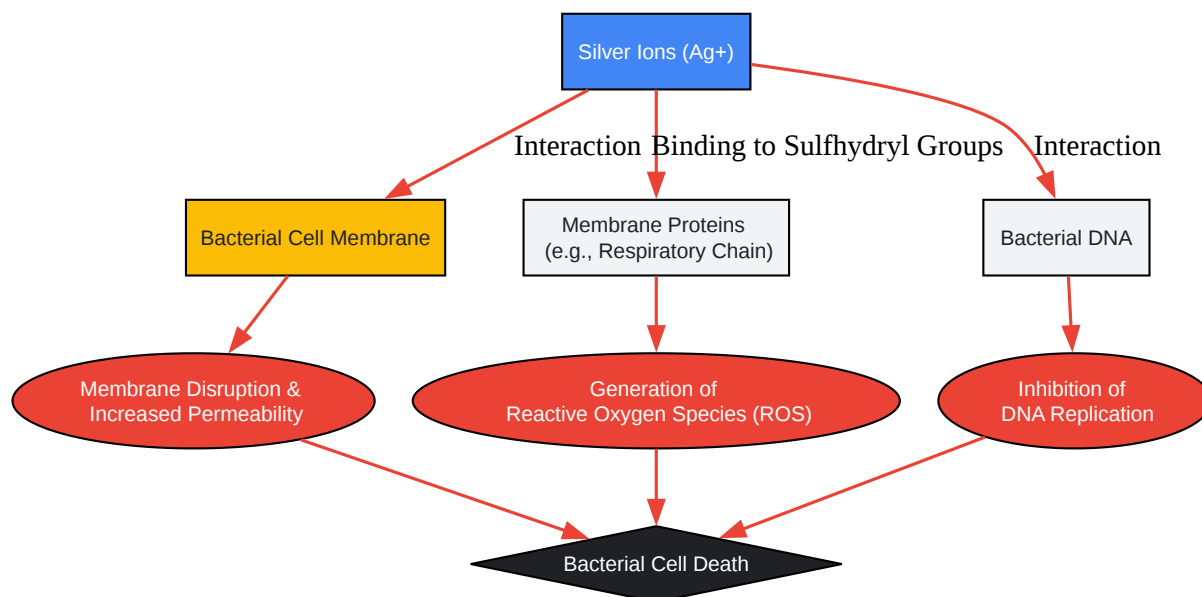 Silver Ions (Ag+)
Interaction
Binding to Sulfhydryl Groups
Interaction
Bacterial Cell Membrane
Membrane Proteins
(e.g., Respiratory Chain)
Bacterial DNA
Membrane Disruption &
Increased Permeability
Generation of
Reactive Oxygen Species (ROS)
Inhibition of
DNA Replication
Bacterial Cell Death